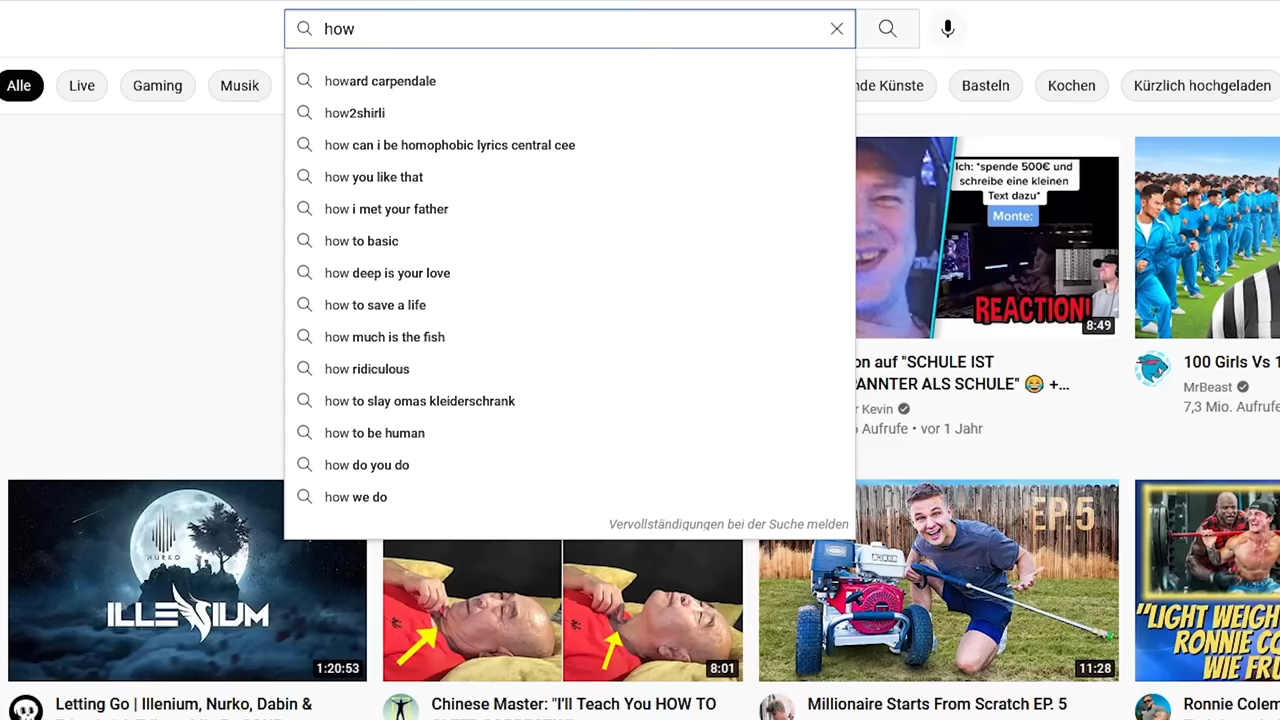 how
Alle
Live
Gaming
Musik
nde Künste
Basteln
Kochen
Kürzlich hochgeladen
howard carpendale
how2shirli
how can i be homophobic lyrics central cee
how you like that
how i met your father
how to basic
how deep is your love
how to save a life
how much is the fish
how ridiculous
how to slay omas kleiderschrank
how to be human
how do you do
how we do
Vervollständigungen bei der Suche melden
Ich: "spende 500€ und
schreibe eine kleinen
Text dazu"
Monte:
REACTION!
8:49
on auf "SCHULE IST
ANNTER ALS SCHULE" 😂 +...
r Kevin
Aufrufe • vor 1 Jahr
100 Girls Vs 1
MrBeast
7,3 Mio. Aufrufe
NURKO
ILLENIUM
1:20:53
Letting Go | Illenium, Nurko, Dabin &
8:01
Chinese Master: "I'll Teach You HOW TO
EP.5
11:28
Millionaire Starts From Scratch EP. 5
"LIGHT WEIGH
RONNIE CO
WIE FRÜ
Ronnie Colen